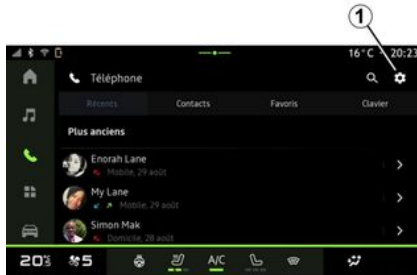 1
16°C - 20:23
Téléphone
Récents Contacts Favoris Clavier
Plus anciens
Enorah Lane
Mobile, 29 août
My Lane
Mobile, 29 août
Simon Mak
Domicile, 28 août
20°5 5 A/C